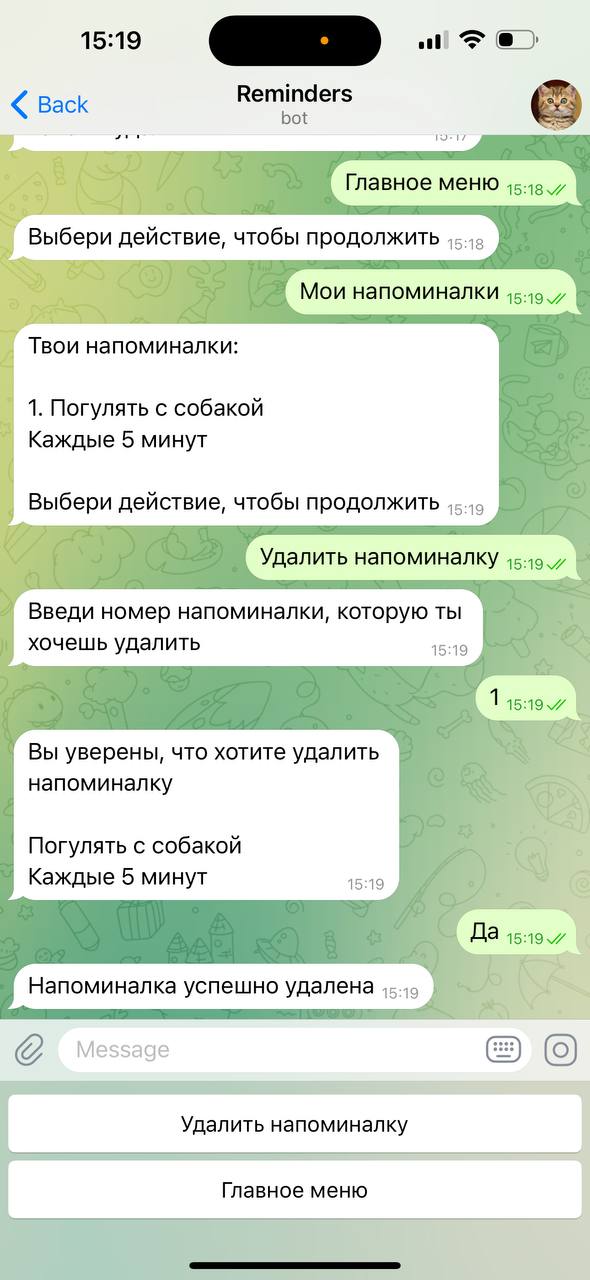 15:19
Back
Reminders
bot
15:17
Главное меню 15:18
Выбери действие, чтобы продолжить 15:18
Мои напоминалки 15:19
Твои напоминалки:
1. Погулять с собакой
Каждые 5 минут
Выбери действие, чтобы продолжить 15:19
Удалить напоминалку 15:19
Введи номер напоминалки, которую ты
хочешь удалить 15:19
1 15:19
Вы уверены, что хотите удалить
напоминалку
Погулять с собакой
Каждые 5 минут 15:19
Да 15:19
Напоминалка успешно удалена 15:19
Message
Удалить напоминалку
Главное меню